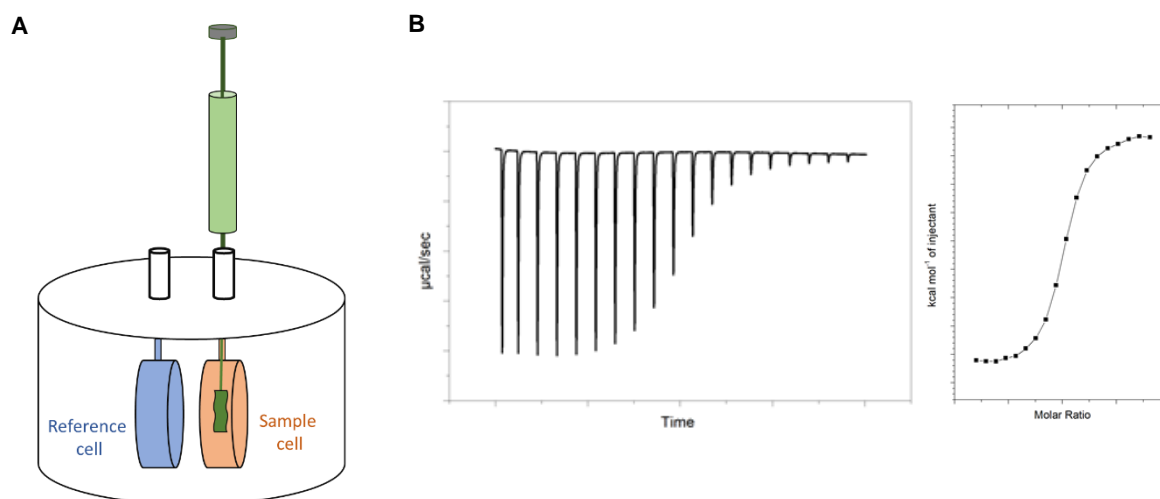 A
B
Reference
cell
Sample
cell
μcal/sec
Time
kcal mol⁻¹ of injectant
Molar Ratio